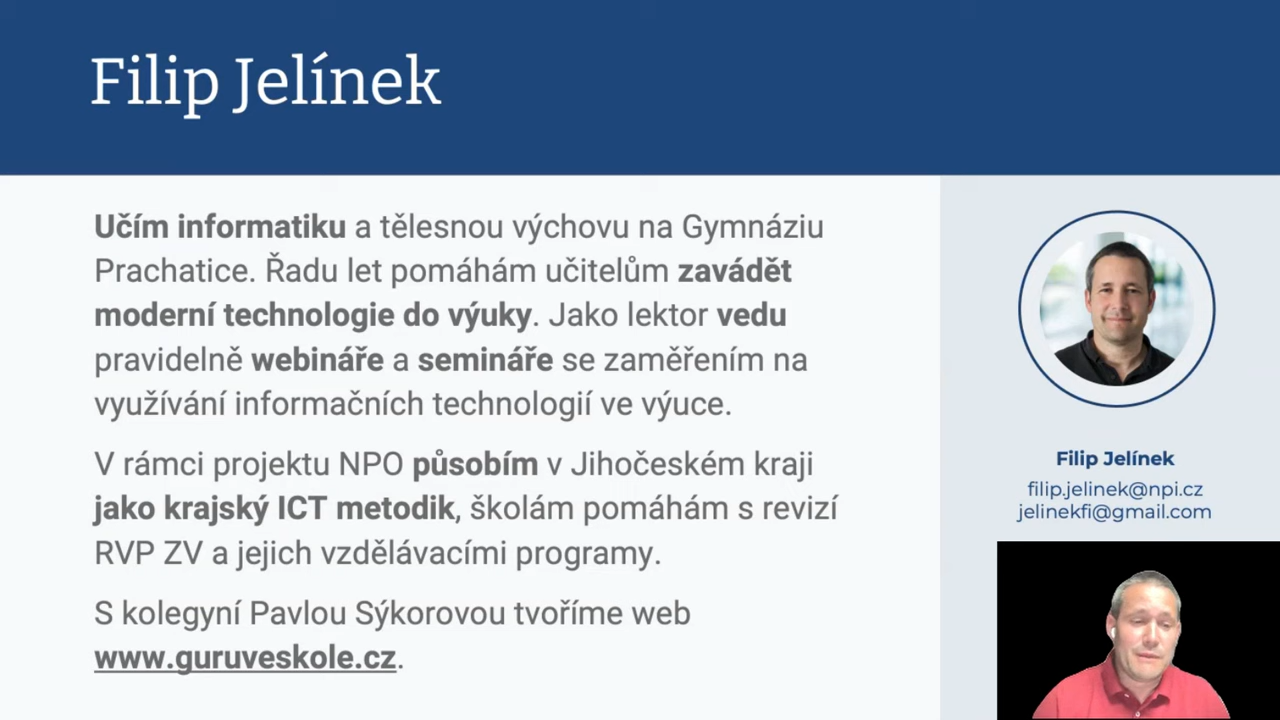 Filip Jelínek
Učím informatiku a tělesnou výchovu na Gymnáziu
Prachatice. Řadu let pomáhám učitelům zavádět
moderní technologie do výuky. Jako lektor vedu
pravidelně webináře a semináře se zaměřením na
využívání informačních technologií ve výuce.
V rámci projektu NPO působím v Jihočeském kraji
jako krajský ICT metodik, školám pomáhám s revizí
RVP ZV a jejich vzdělávacími programy.
S kolegyní Pavlou Sýkorovou tvoříme web
www.guruveskole.cz.
Filip Jelínek
filip.jelinek@npi.cz
jelinekfi@gmail.com